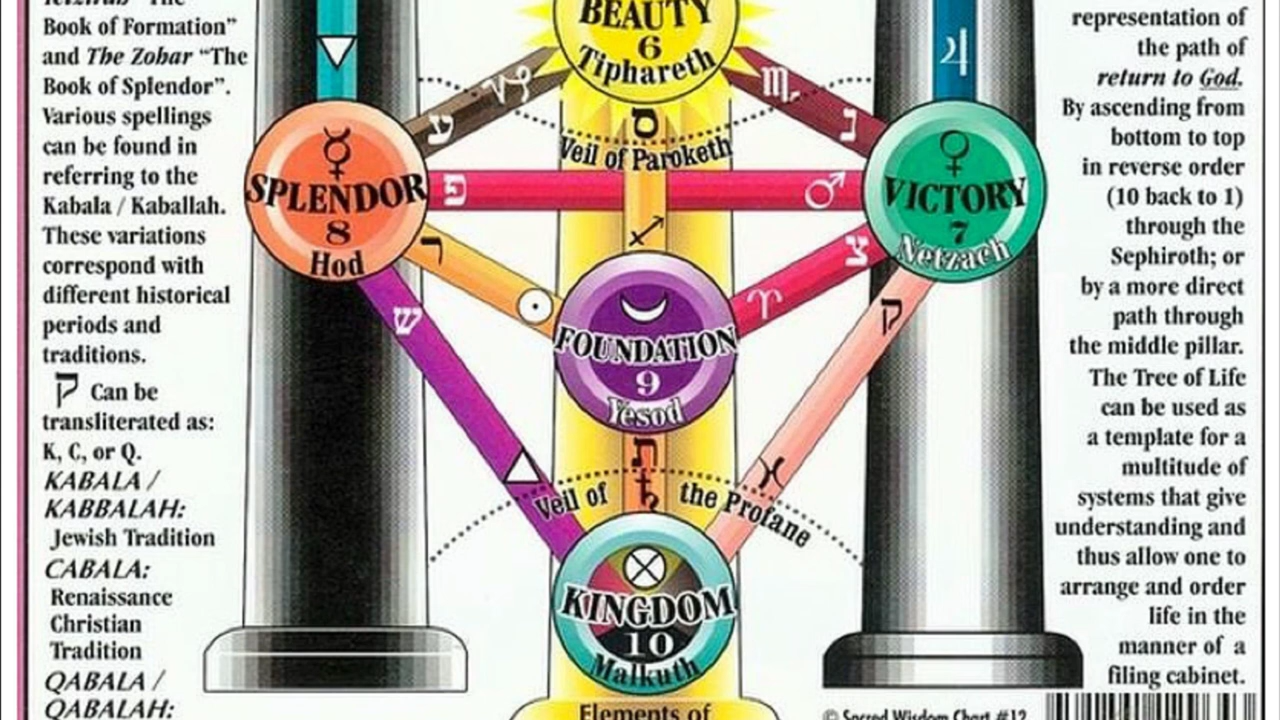 Book of Formation”
and The Zohar “The
Book of Splendor”.
Various spellings
can be found in
referring to the
Kabala / Kaballah.
These variations
correspond with
different historical
periods and
traditions.
ק Can be
transliterated as:
K, C, or Q.
KABALA /
KABBALAH:
Jewish Tradition
CABALA:
Renaissance
Christian
Tradition
QABALA /
QABALAH:
BEAUTY
6
Tiphareth
♑
♏
ע
ס
נ
Veil of Paroketh
☿
SPLENDOR
8
Hod
♃
♀
VICTORY
7
Netzach
פ
♂
♐
ר
☉
צ
♈
ש
ק
FOUNDATION
9
Yesod
ת
♄
♓
Veil of the Profane
KINGDOM
10
Malkuth
Elements of
representation of
the path of
return to God.
By ascending from
bottom to top
in reverse order
(10 back to 1)
through the
Sephiroth; or
by a more direct
path through
the middle pillar.
The Tree of Life
can be used as
a template for a
multitude of
systems that give
understanding and
thus allow one to
arrange and order
life in the
manner of a
filing cabinet.
© Sacred Wisdom Chart #12